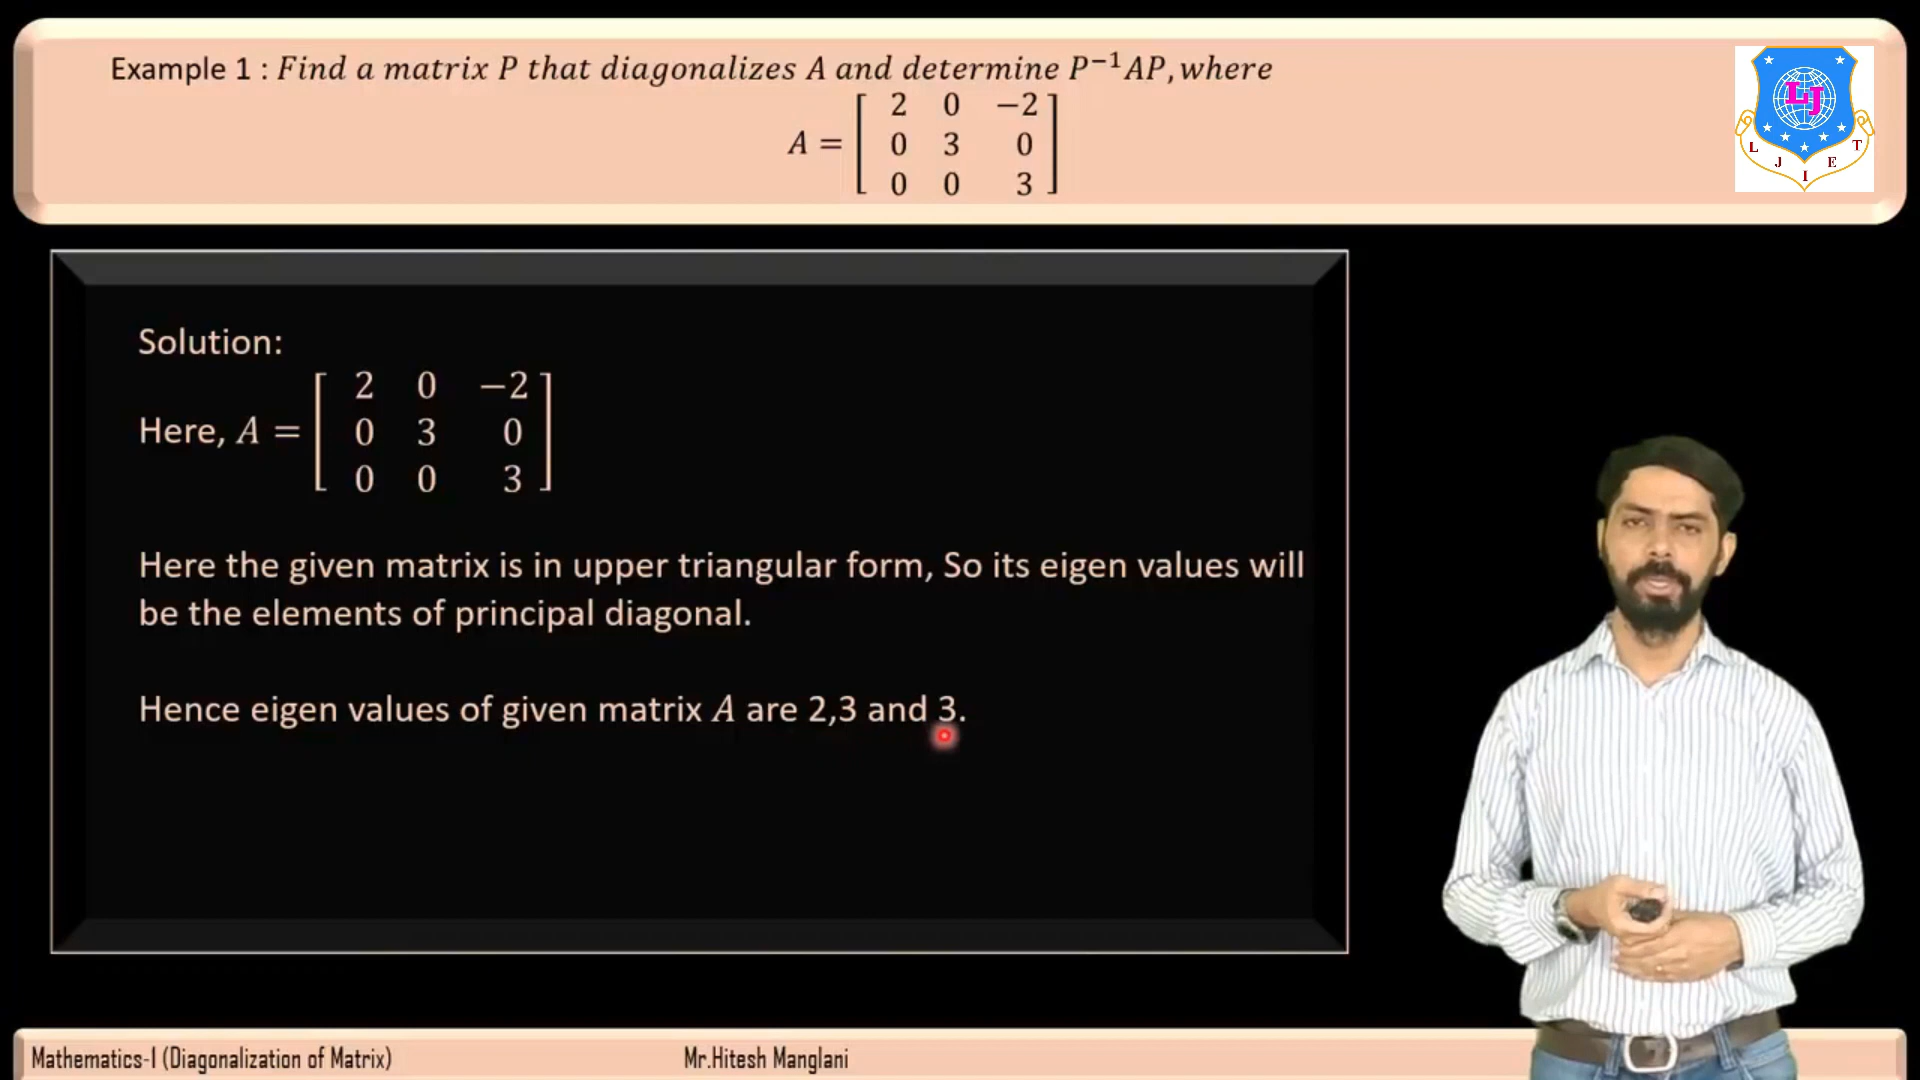 Example 1 : Find a matrix P that diagonalizes A and determine P⁻¹AP, where
A = [ 2 0 −2
0 3 0
0 0 3 ]
LJ
L J I E T
Solution:
Here, A = [ 2 0 −2
0 3 0
0 0 3 ]
Here the given matrix is in upper triangular form, So its eigen values will
be the elements of principal diagonal.
Hence eigen values of given matrix A are 2,3 and 3.
Mathematics-I (Diagonalization of Matrix)
Mr.Hitesh Manglani